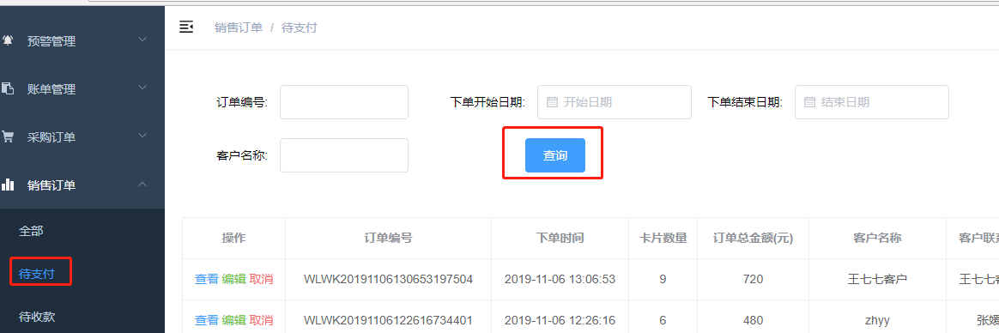 预警管理
账单管理
采购订单
销售订单
全部
待支付
待收款
销售订单 / 待支付
订单编号: 下单开始日期: 开始日期 下单结束日期: 结束日期
客户名称: 查询
操作 订单编号 下单时间 卡片数量 订单总金额(元) 客户名称 客户联系
查看 编辑 取消 WLWK20191106130653197504 2019-11-06 13:06:53 9 720 王七七客户 王七七客
查看 编辑 取消 WLWK20191106122616734401 2019-11-06 12:26:16 6 480 zhyy 张媛